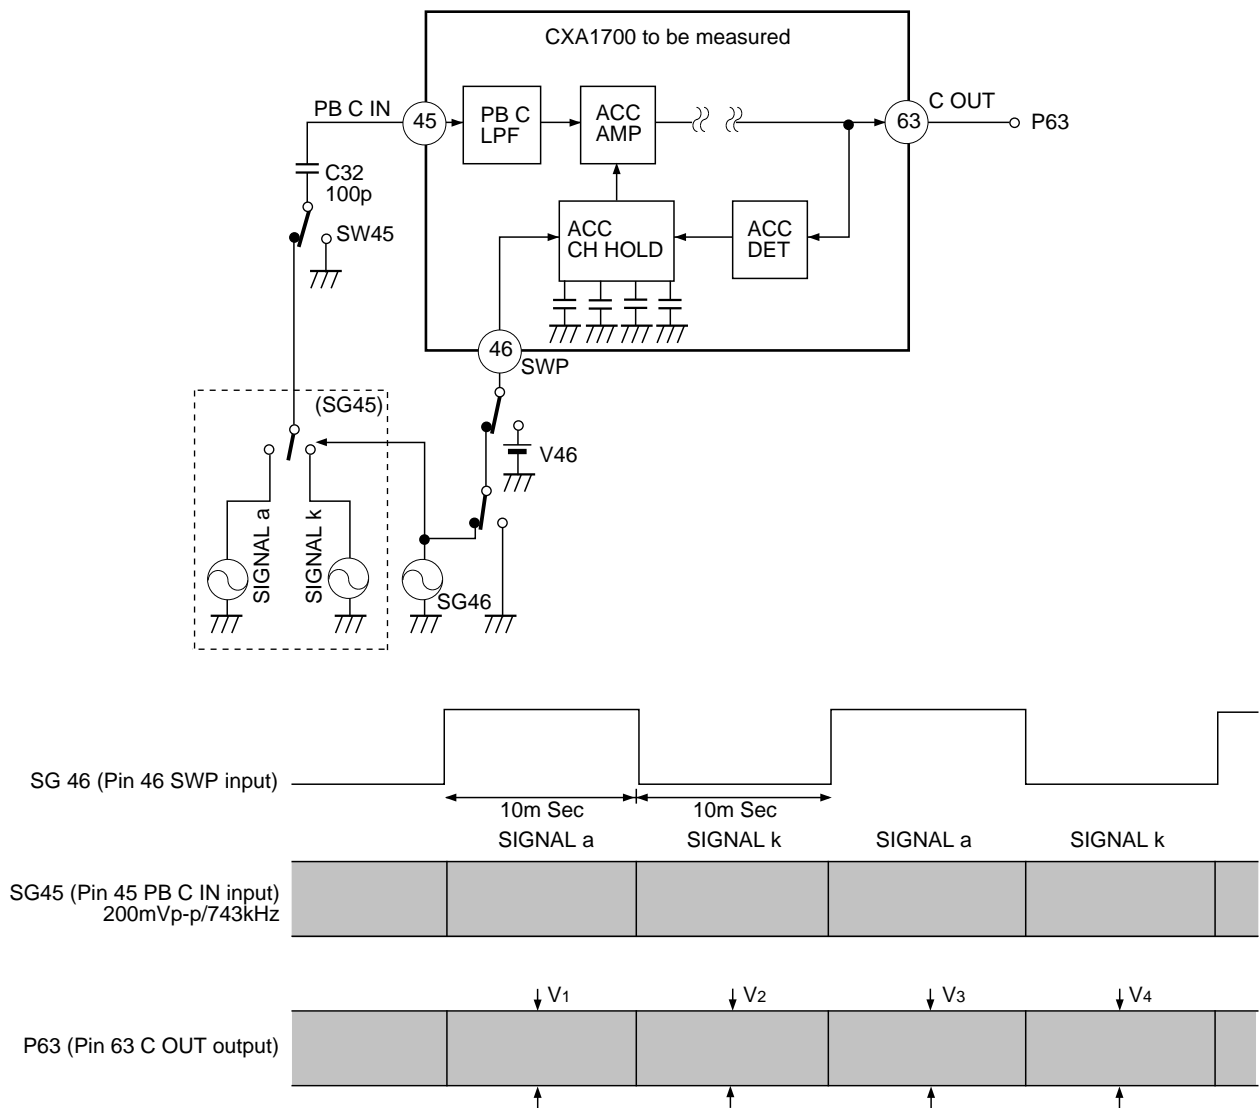 CXA1700 to be measured
PB C IN
45
PB C
LPF
ACC
AMP
63
C OUT
P63
C32
100p
SW45
ACC
CH HOLD
ACC
DET
46
SWP
(SG45)
V46
SIGNAL a
SIGNAL k
SG46
SG 46 (Pin 46 SWP input)
10m Sec
10m Sec
SIGNAL a
SIGNAL k
SIGNAL a
SIGNAL k
SG45 (Pin 45 PB C IN input)
200mVp-p/743kHz
V1
V2
V3
V4
P63 (Pin 63 C OUT output)